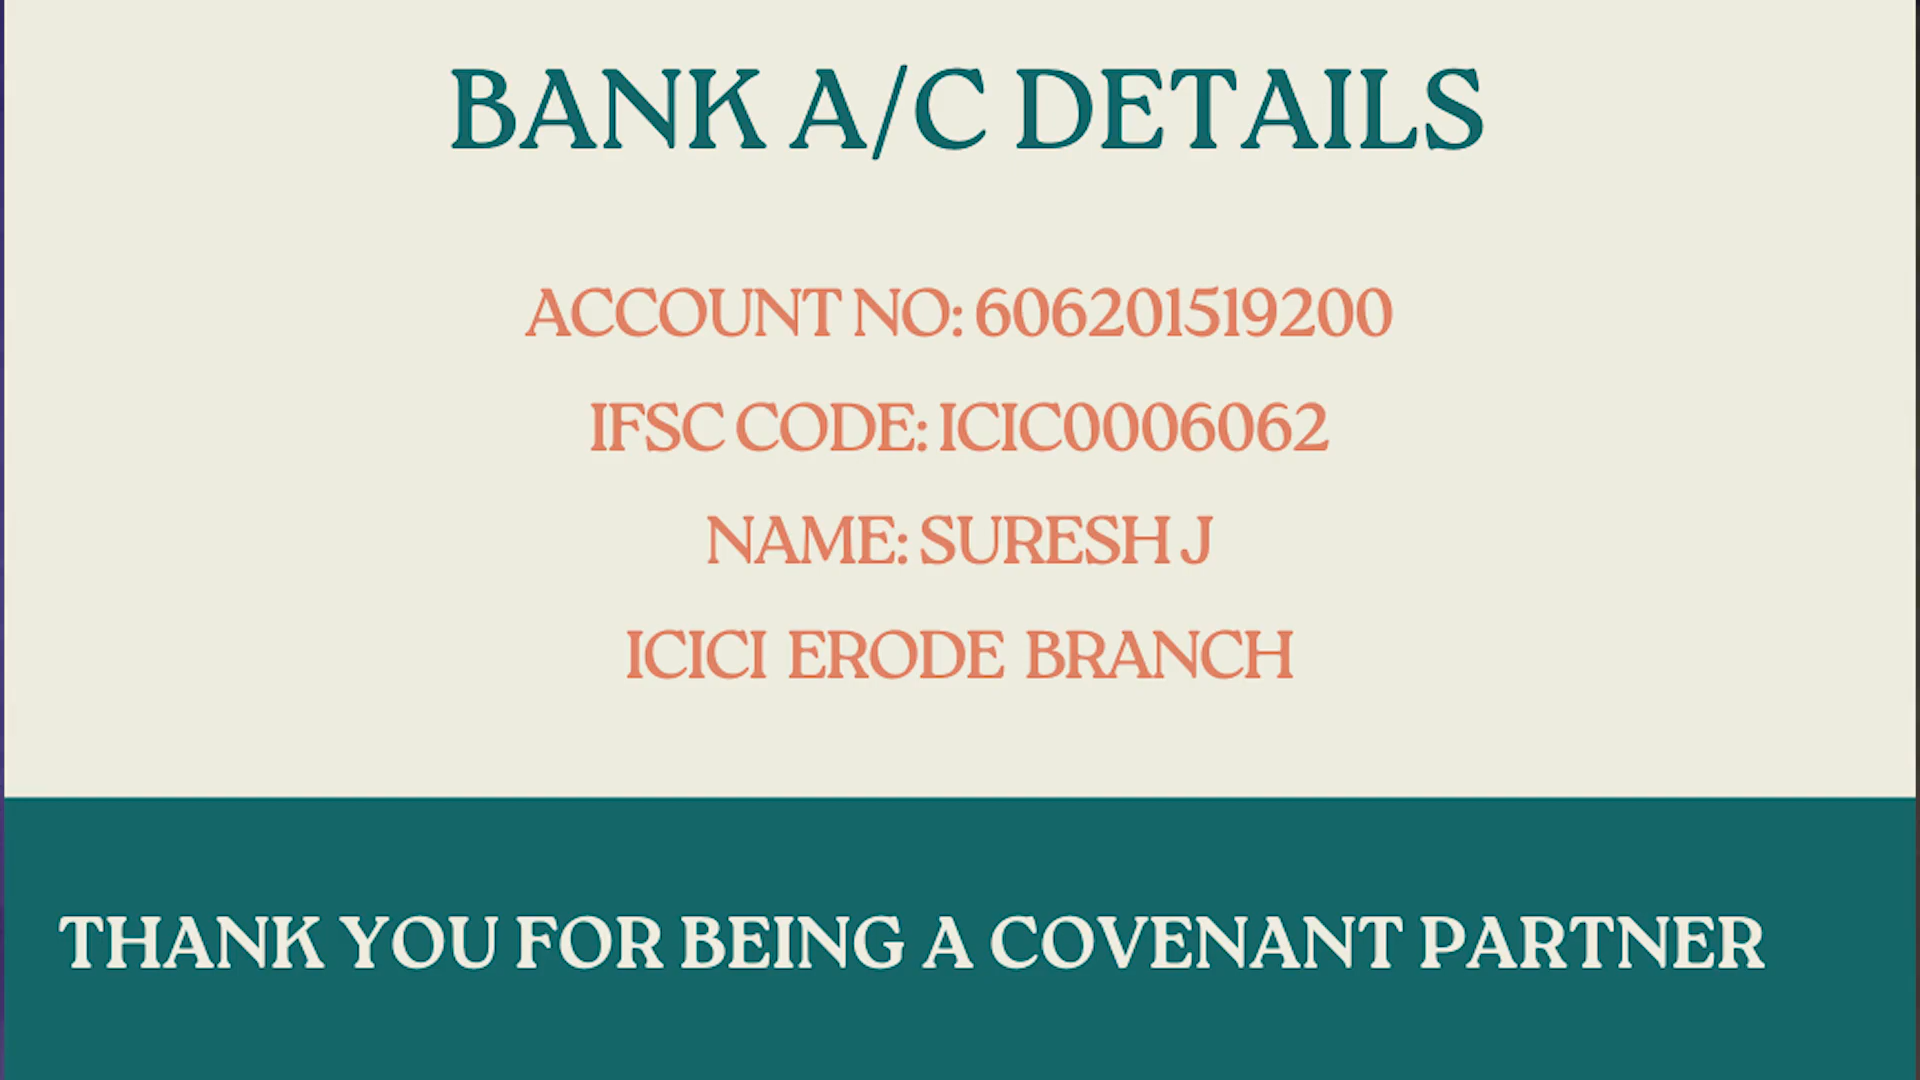 BANK A/C DETAILS
ACCOUNT NO: 606201519200
IFSC CODE: ICIC0006062
NAME: SURESH J
ICICI ERODE BRANCH
THANK YOU FOR BEING A COVENANT PARTNER